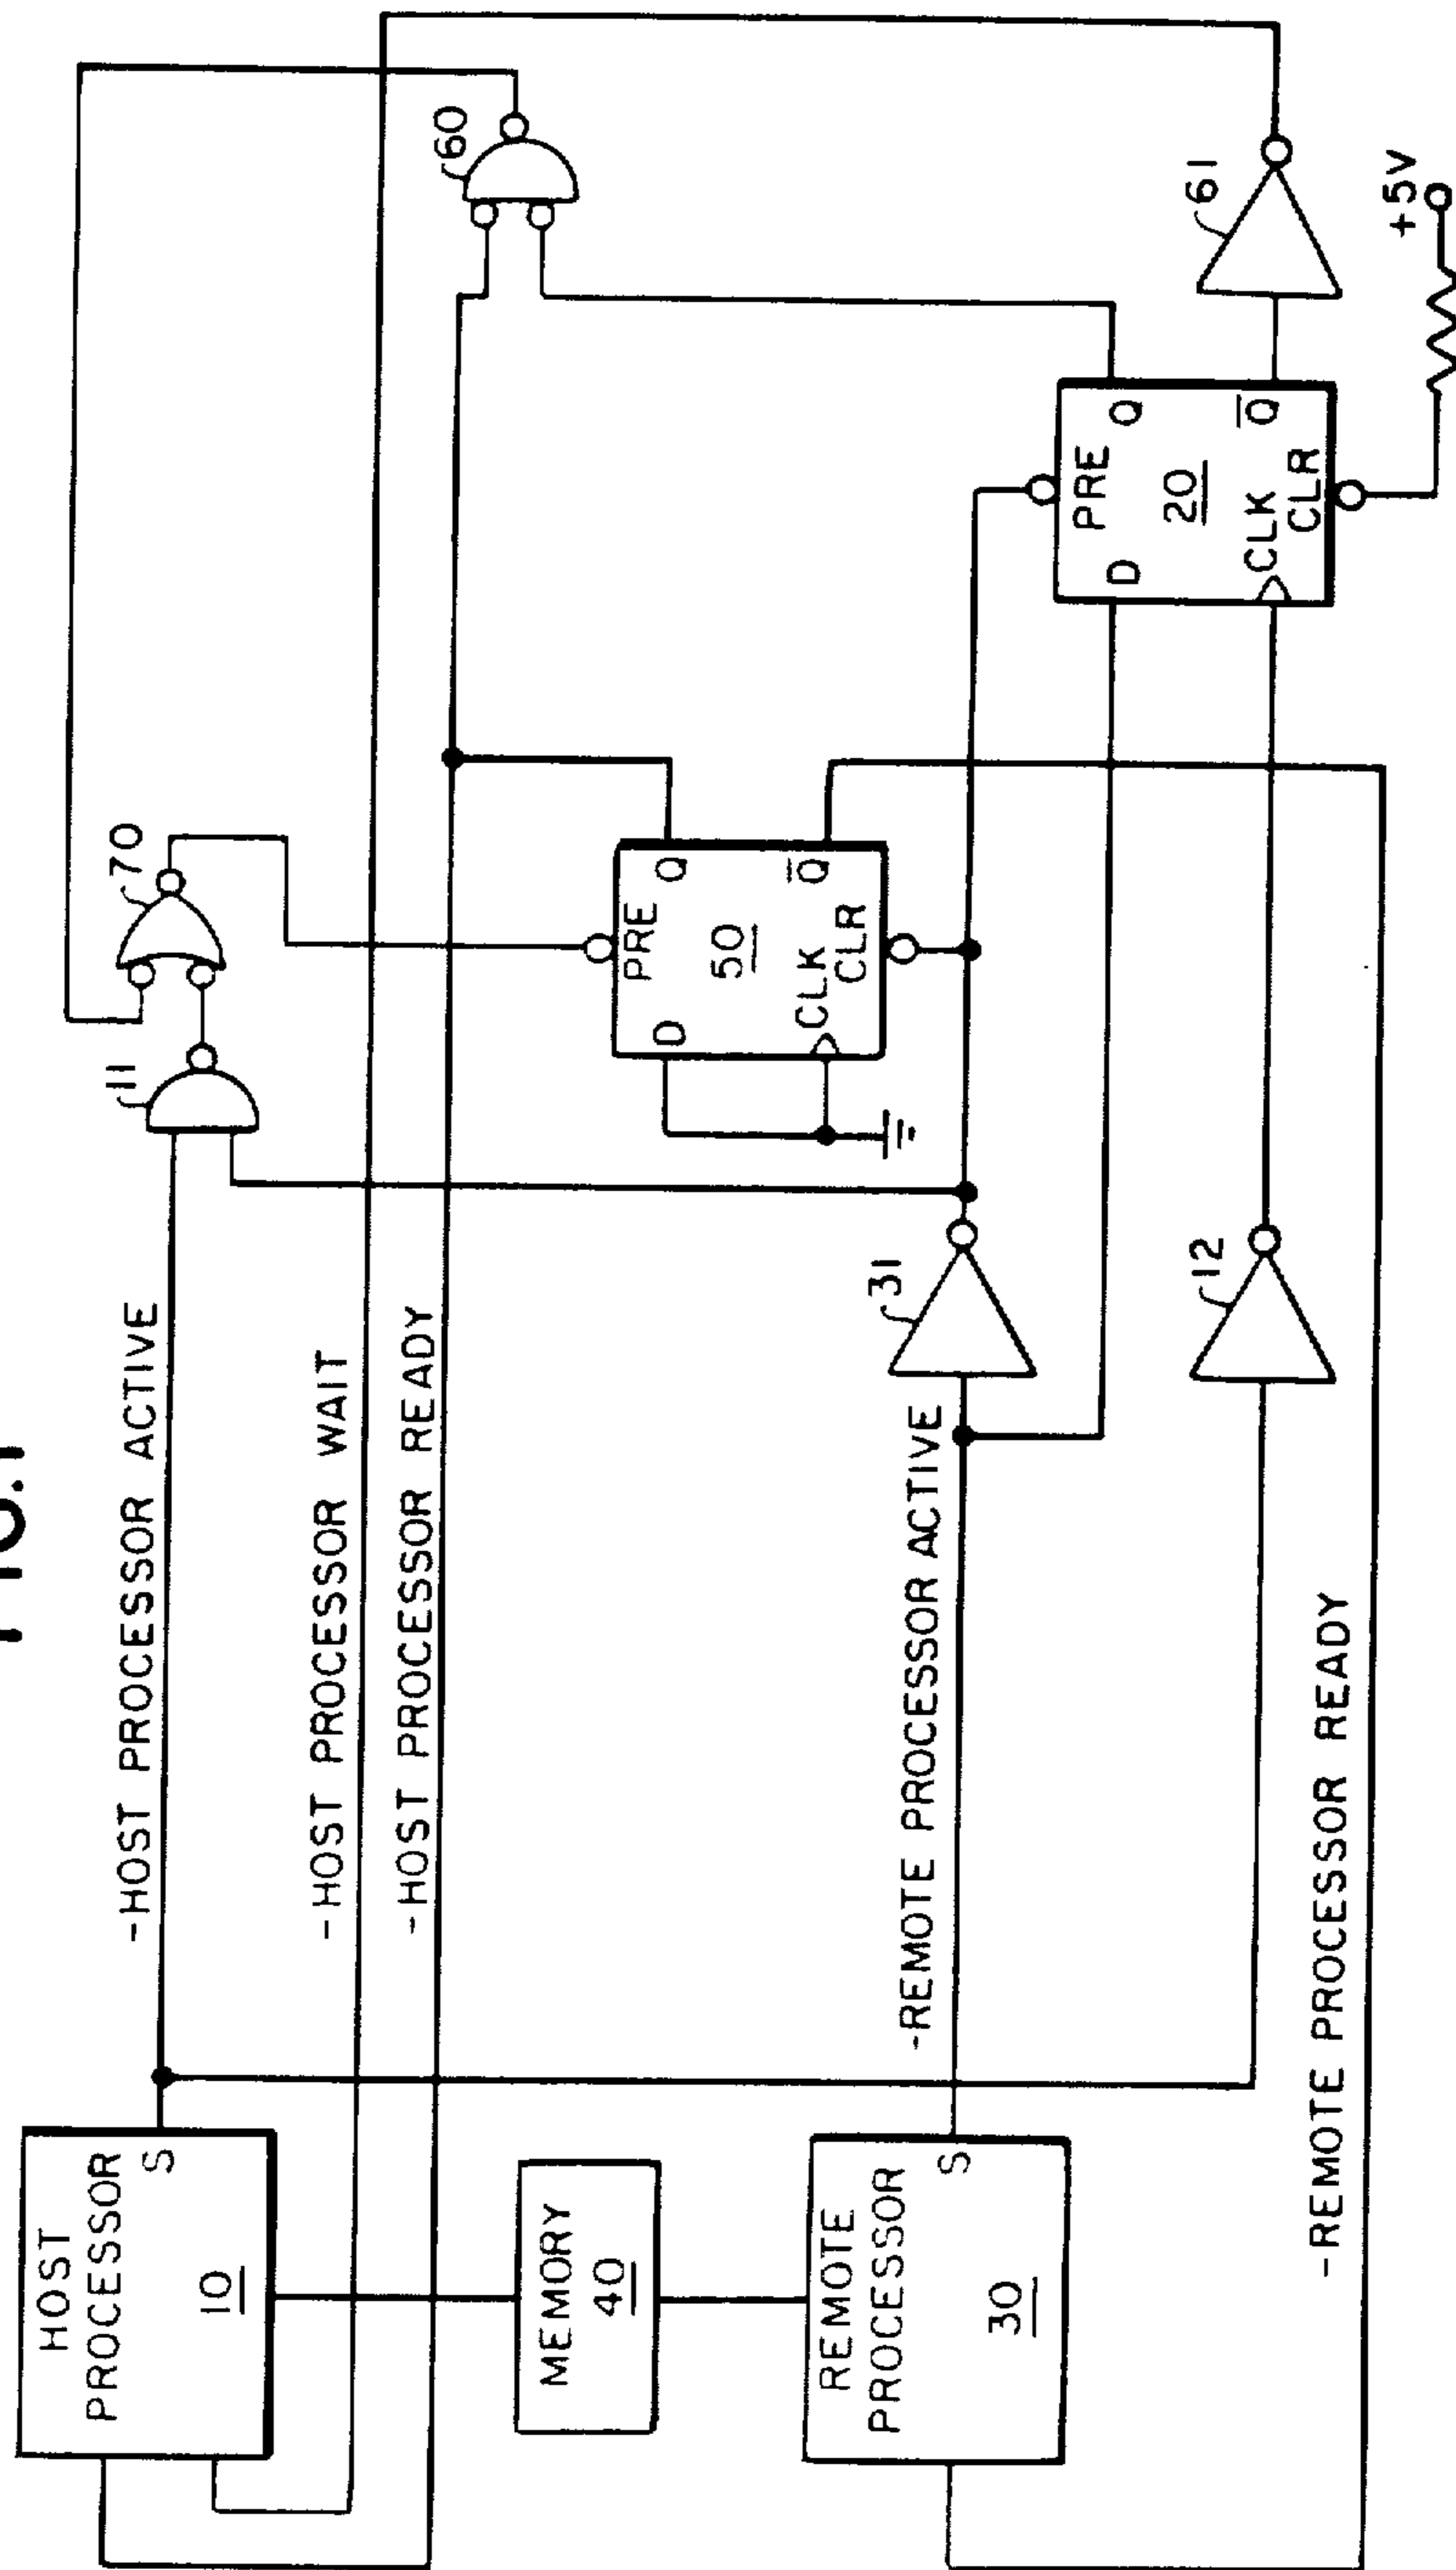 FIG.1
HOST
PROCESSOR
S
10
-HOST PROCESSOR ACTIVE
-HOST PROCESSOR WAIT
-HOST PROCESSOR READY
11
70
60
MEMORY
40
D
PRE
Q
50
CLK
CLR
Q̅
REMOTE
PROCESSOR
S
30
-REMOTE PROCESSOR ACTIVE
31
12
D
PRE
Q
20
CLK
CLR
Q̅
61
+5V
-REMOTE PROCESSOR READY